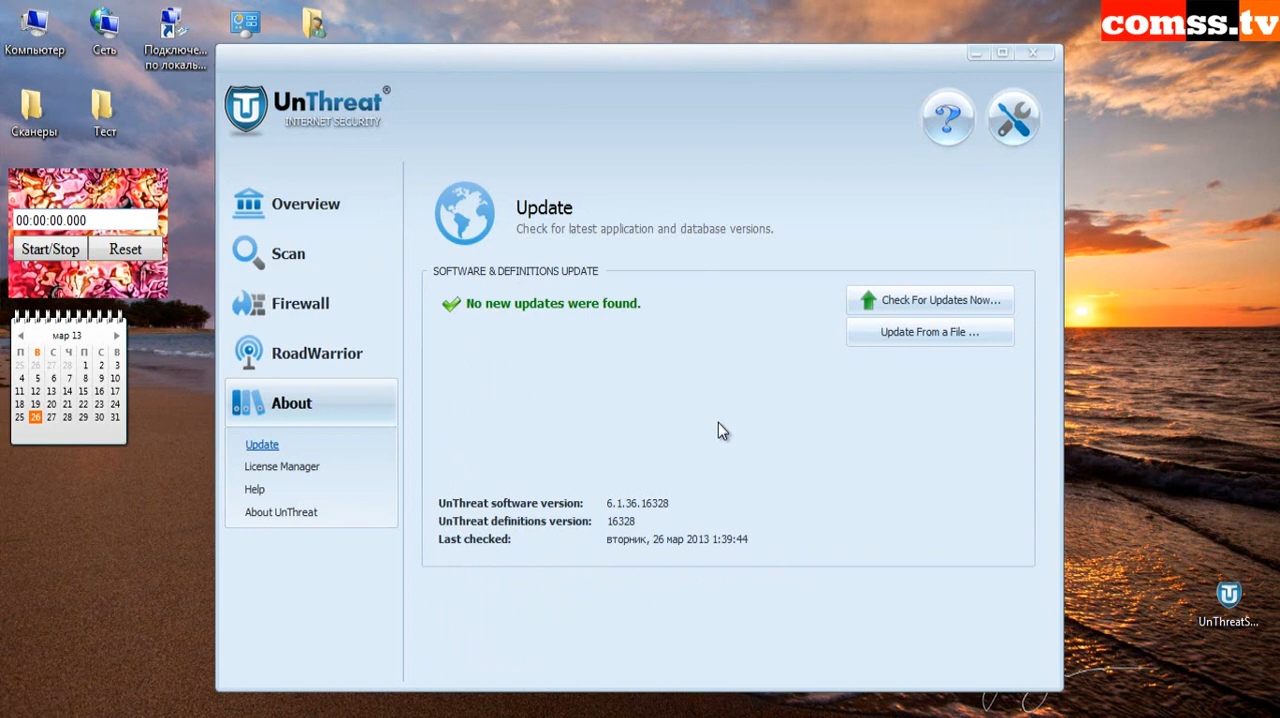 comss.tv
Компьютер
Сеть
Подключе...
по локаль...
Сканеры
Тест
00:00:00.000
Start/Stop
Reset
мар 13
П В С Ч П С В
25 26 27 28 1 2 3
4 5 6 7 8 9 10
11 12 13 14 15 16 17
18 19 20 21 22 23 24
25 26 27 28 29 30 31
UnThreat®
INTERNET SECURITY
?
Overview
Scan
Firewall
RoadWarrior
About
Update
License Manager
Help
About UnThreat
Update
Check for latest application and database versions.
SOFTWARE & DEFINITIONS UPDATE
No new updates were found.
Check For Updates Now...
Update From a File ...
UnThreat software version: 6.1.36.16328
UnThreat definitions version: 16328
Last checked: вторник, 26 мар 2013 1:39:44
UnThreatS...